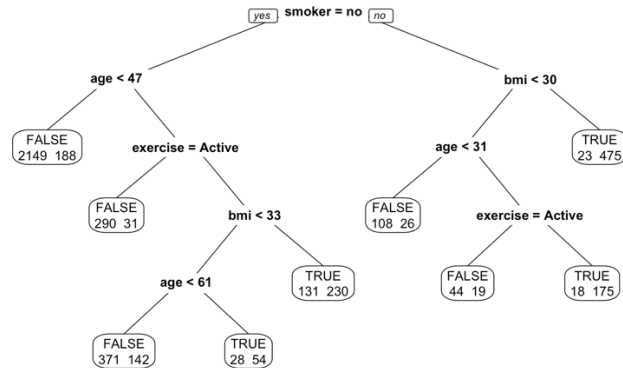 yes smoker = no no
age < 47
bmi < 30
FALSE
2149 188
exercise = Active
age < 31
TRUE
23 475
FALSE
290 31
bmi < 33
FALSE
108 26
exercise = Active
age < 61
TRUE
131 230
FALSE
44 19
TRUE
18 175
FALSE
371 142
TRUE
28 54